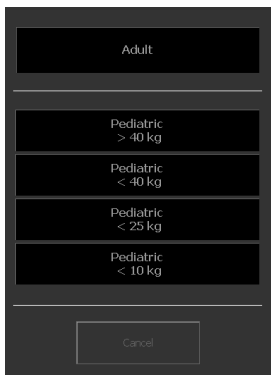 Adult
Pediatric
> 40 kg
Pediatric
< 40 kg
Pediatric
< 25 kg
Pediatric
< 10 kg
Cancel